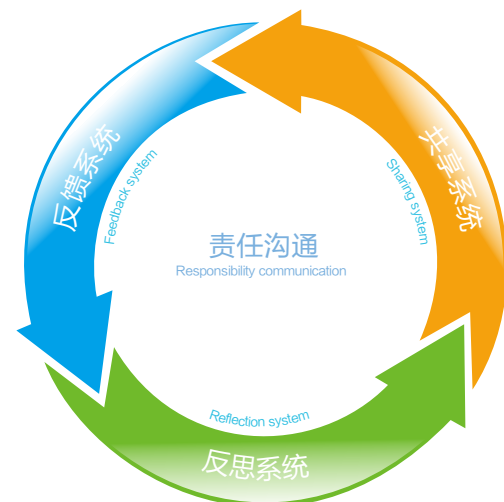 反馈系统
Feedback system
共享系统
Sharing system
责任沟通
Responsibility communication
Reflection system
反思系统